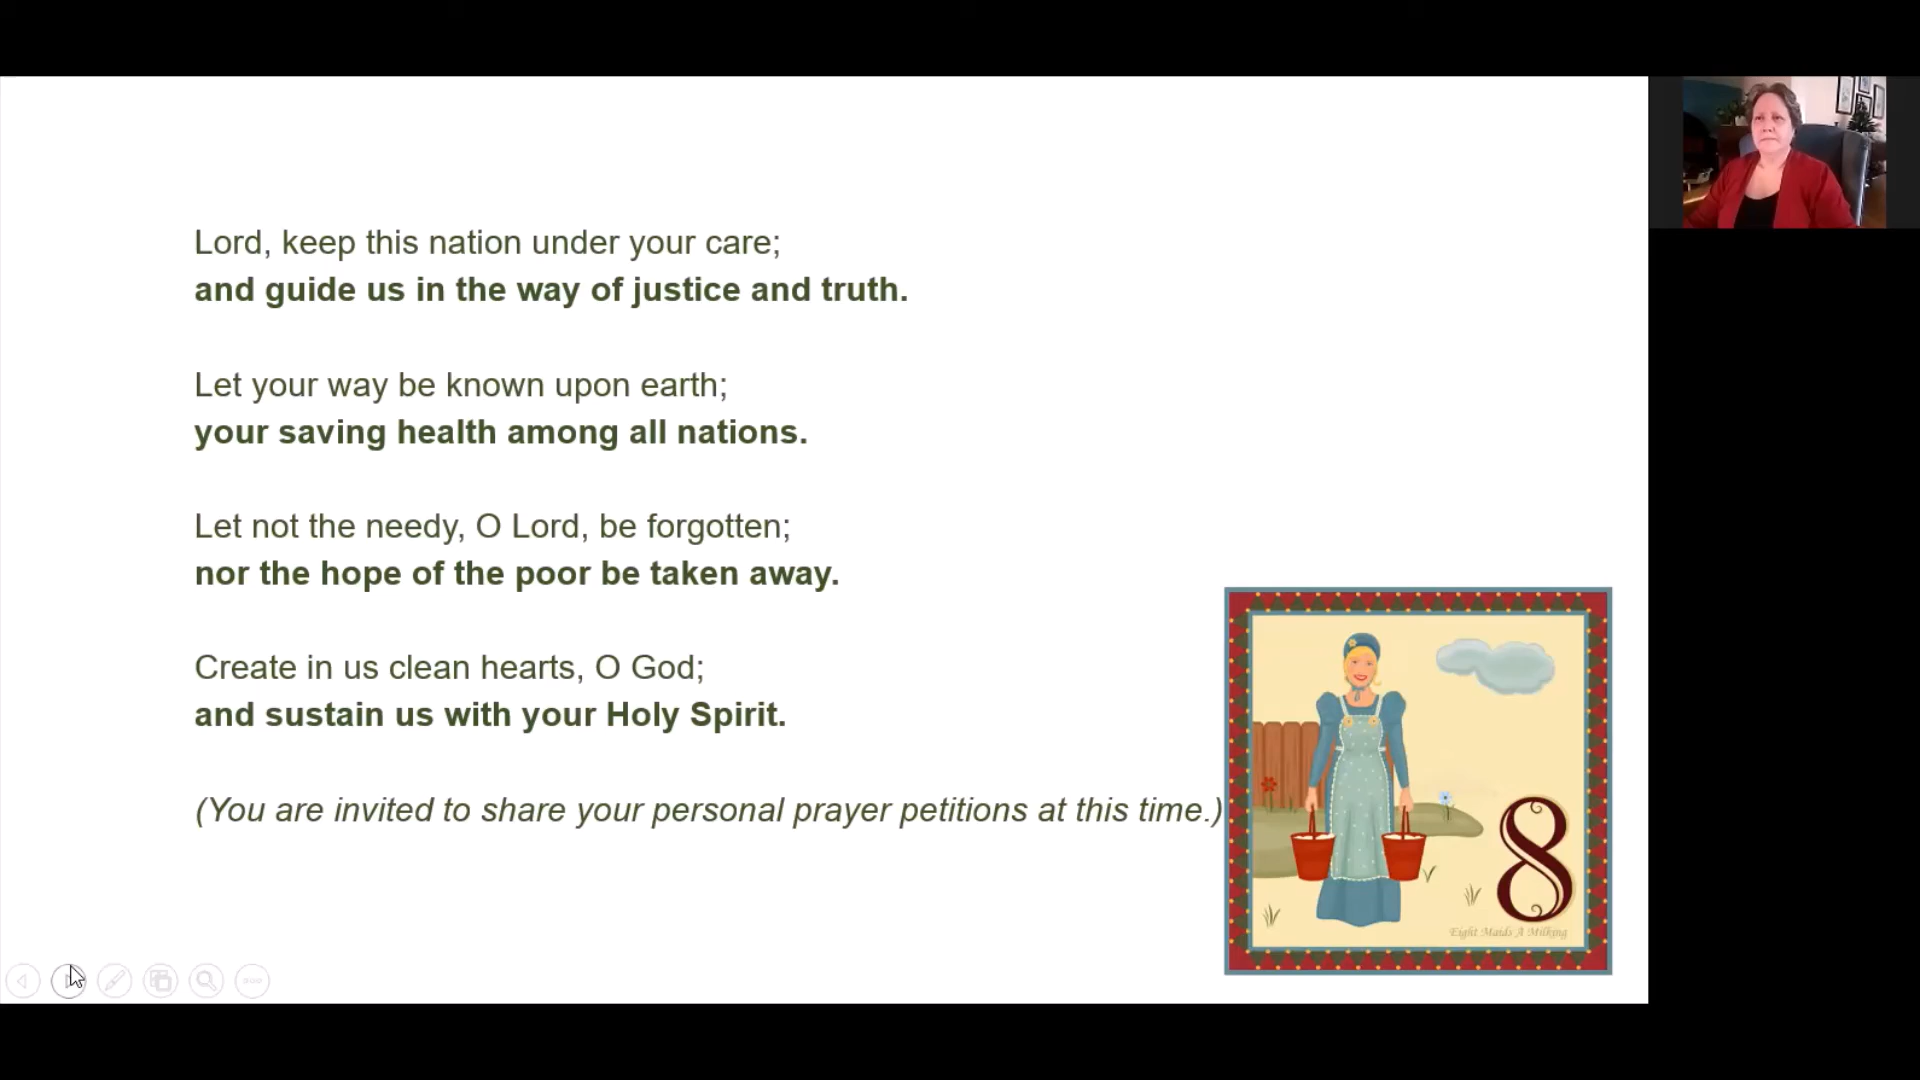 Lord, keep this nation under your care;
and guide us in the way of justice and truth.
Let your way be known upon earth;
your saving health among all nations.
Let not the needy, O Lord, be forgotten;
nor the hope of the poor be taken away.
Create in us clean hearts, O God;
and sustain us with your Holy Spirit.
(You are invited to share your personal prayer petitions at this time.)
8
Eight Maids A Milking